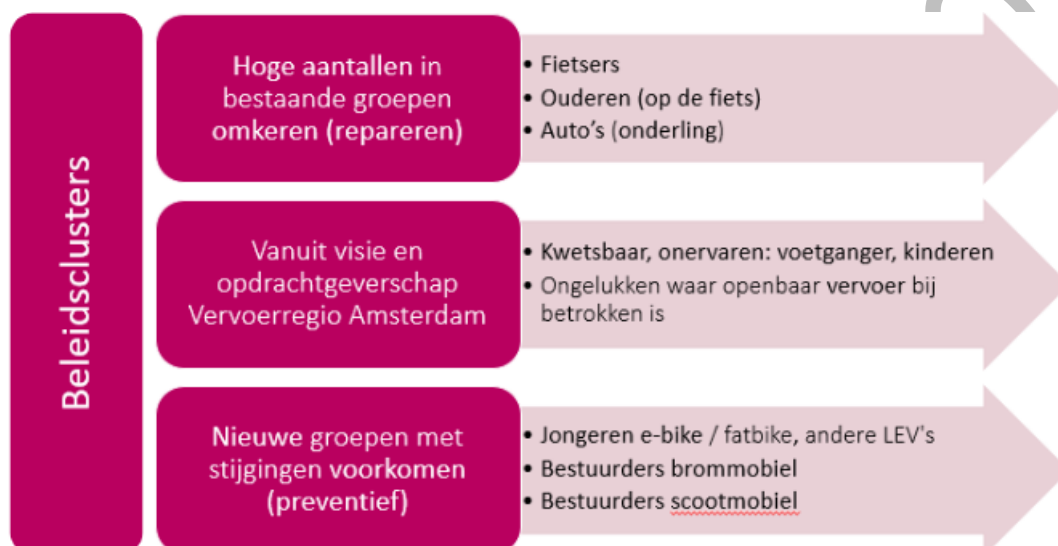 Beleidsclusters
Hoge aantallen in
bestaande groepen
omkeren (repareren)
• Fietsers
• Ouderen (op de fiets)
• Auto's (onderling)
Vanuit visie en
opdrachtgeverschap
Vervoerregio Amsterdam
• Kwetsbaar, onervaren: voetganger, kinderen
• Ongelukken waar openbaar vervoer bij
betrokken is
Nieuwe groepen met
stijgingen voorkomen
(preventief)
• Jongeren e-bike / fatbike, andere LEV's
• Bestuurders brommobiel
• Bestuurders scootmobiel